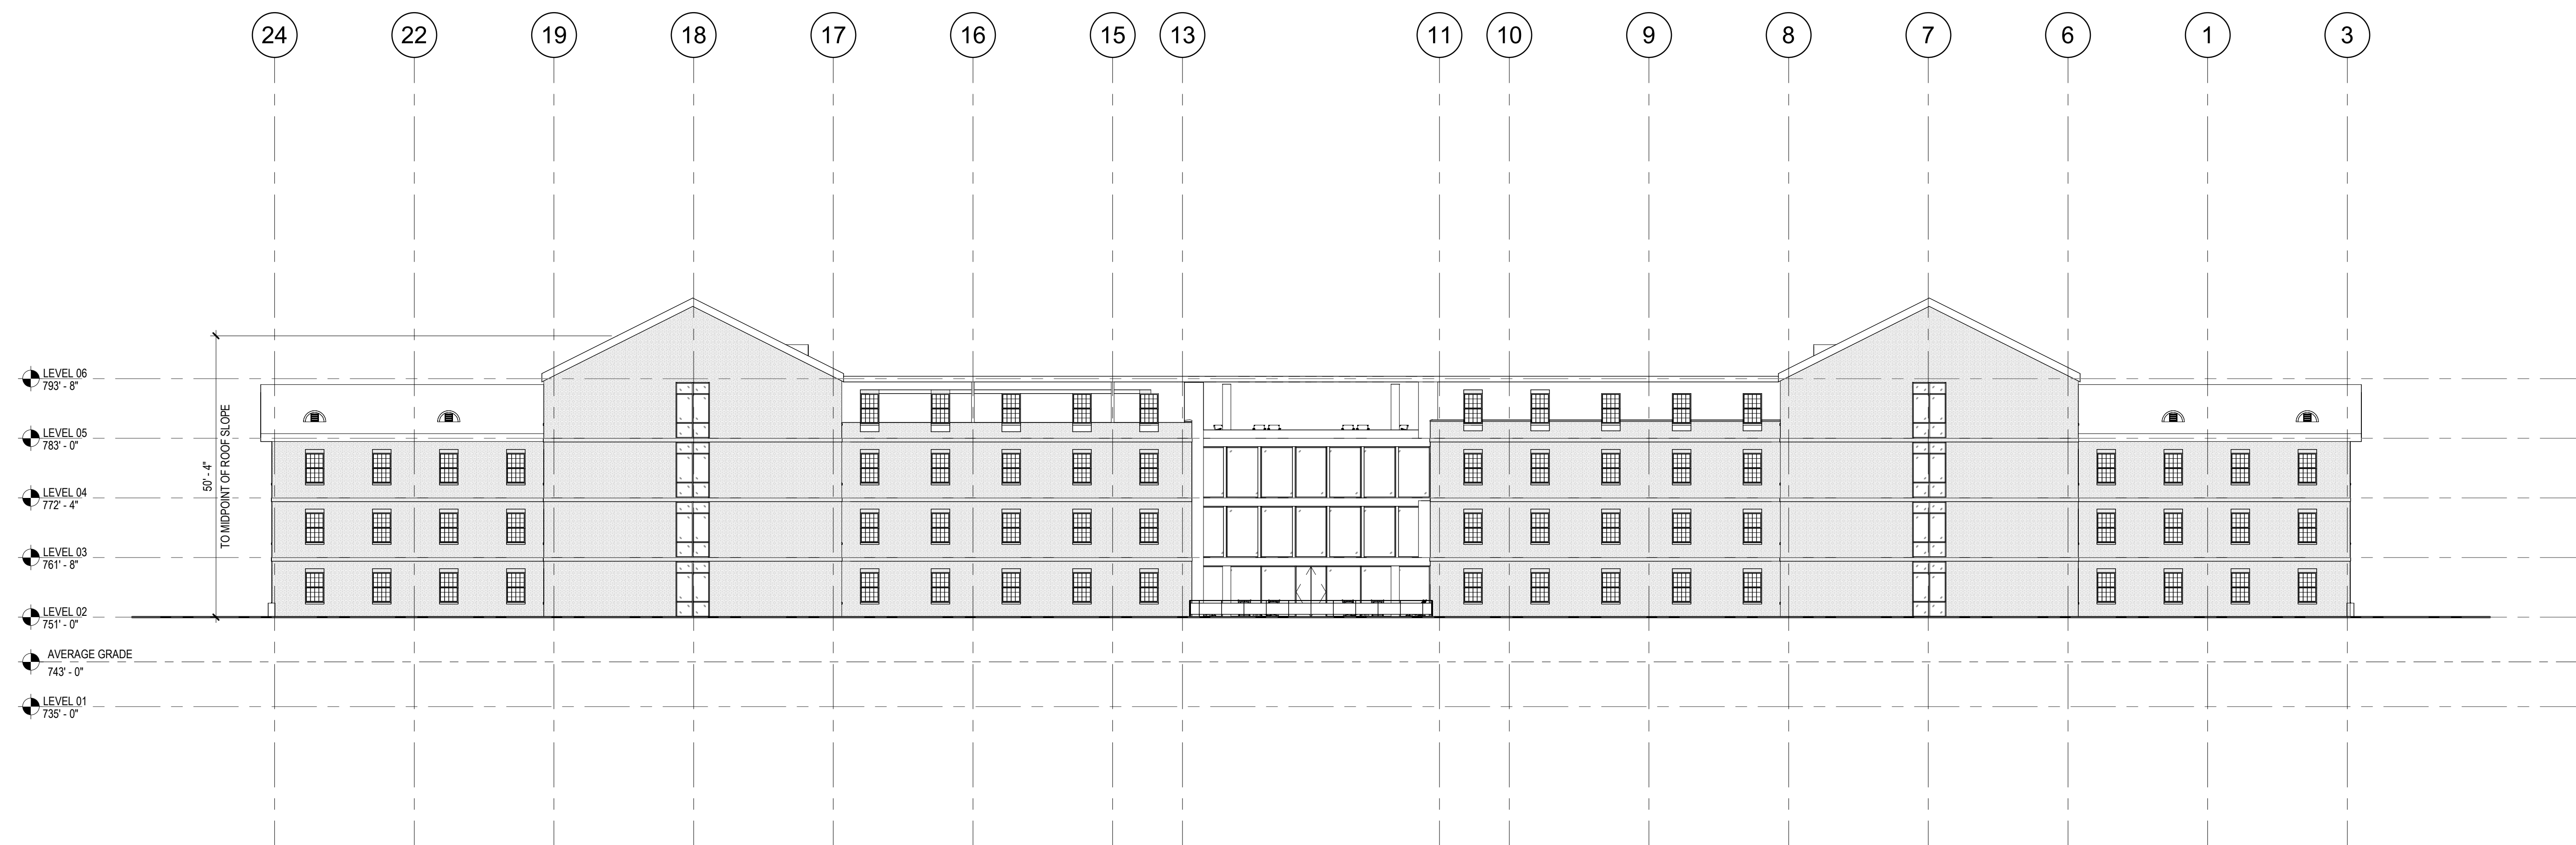 24 22 19 18 17 16 15 13 11 10 9 8 7 6 1 3
LEVEL 06
793' - 8"
LEVEL 05
783' - 0"
50' - 4"
TO MIDPOINT OF ROOF SLOPE
LEVEL 04
772' - 4"
LEVEL 03
761' - 8"
LEVEL 02
751' - 0"
AVERAGE GRADE
743' - 0"
LEVEL 01
735' - 0"